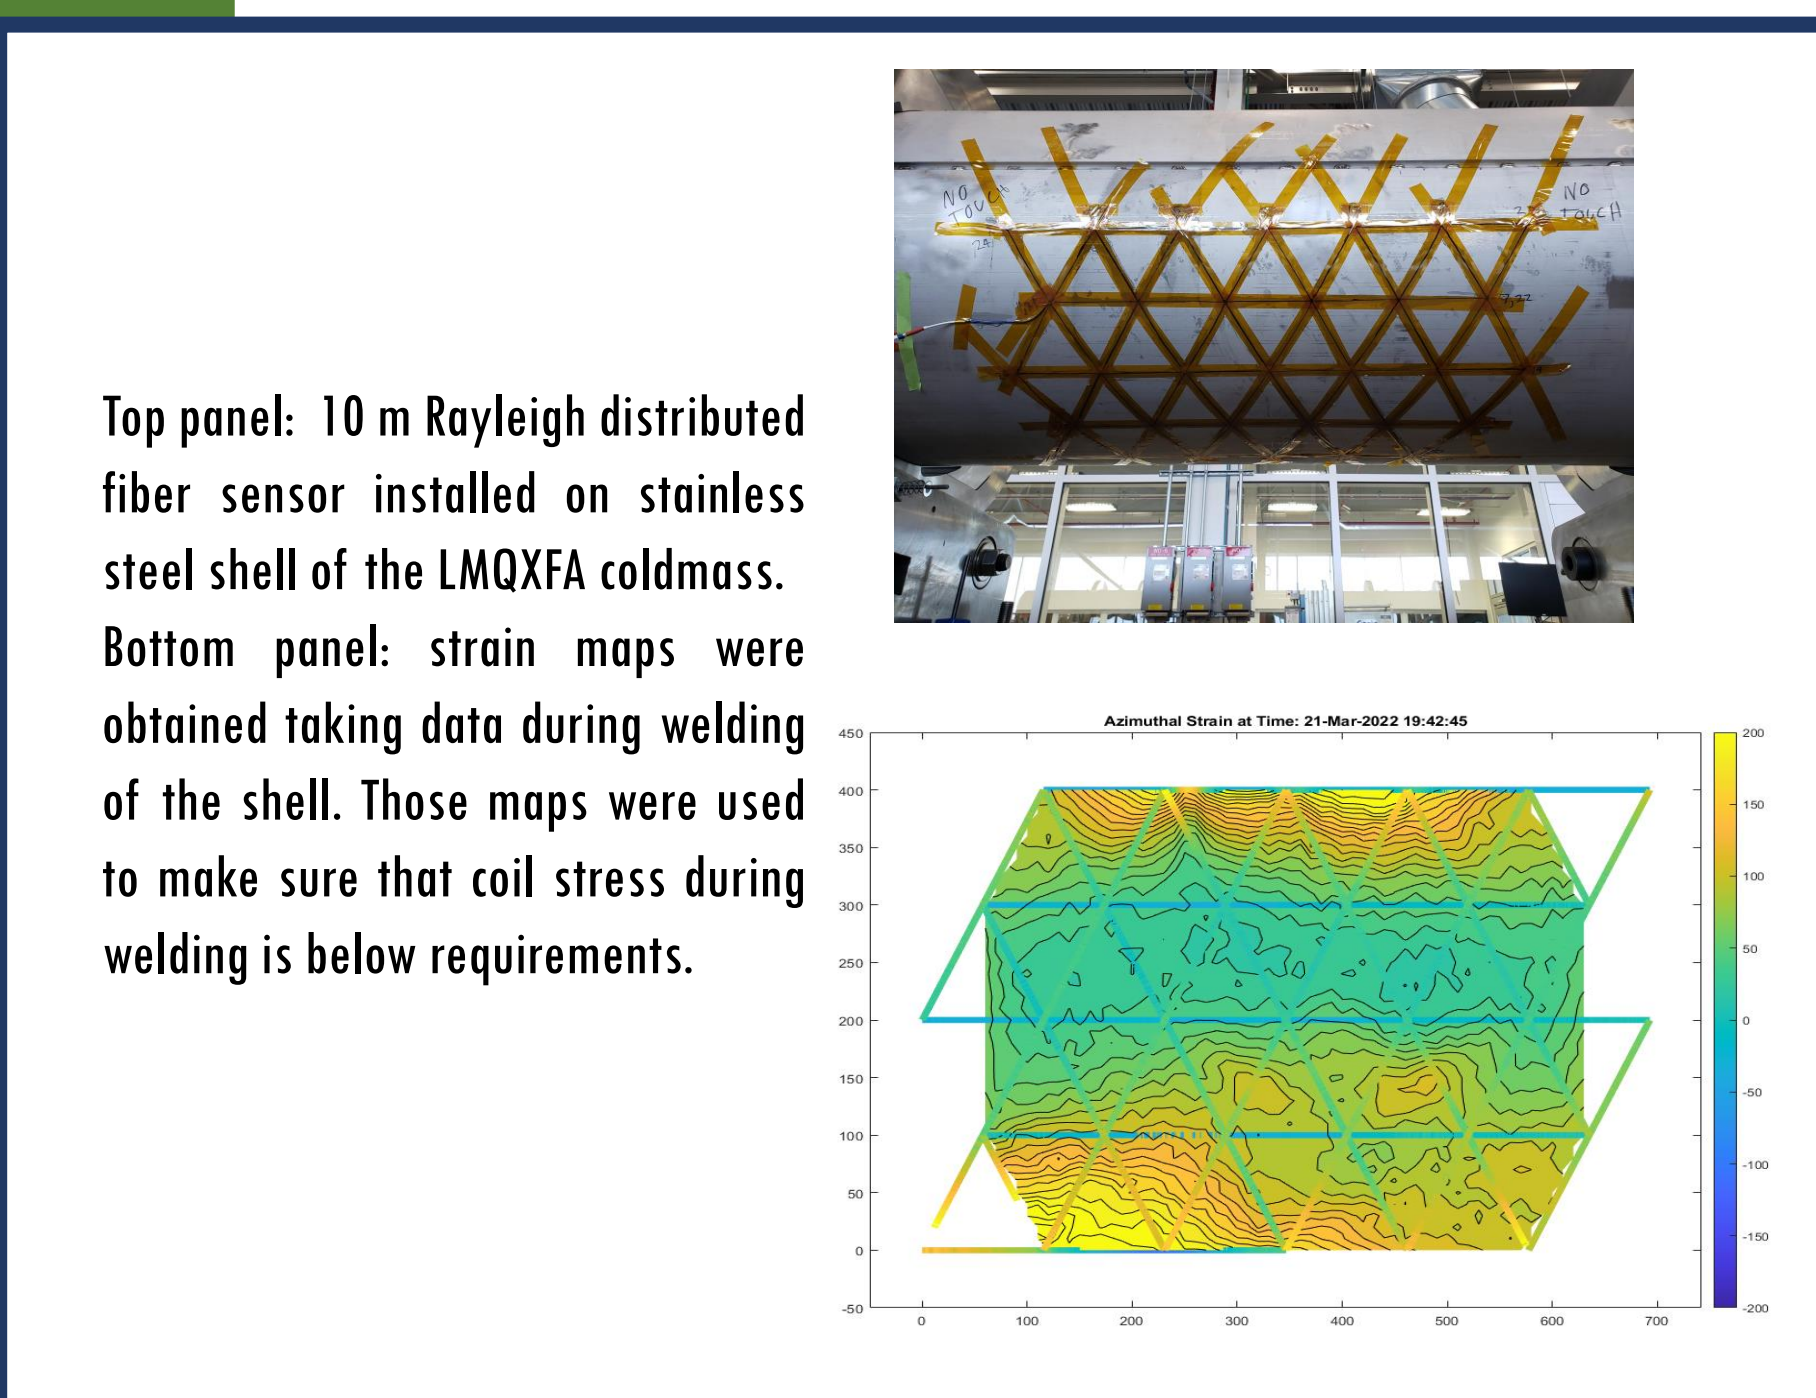 Top panel: 10 m Rayleigh distributed
fiber sensor installed on stainless
steel shell of the LMQXFA coldmass.
Bottom panel: strain maps were
obtained taking data during welding
of the shell. Those maps were used
to make sure that coil stress during
welding is below requirements.
NO
TOUCH
24
NO
TOUCH
Azimuthal Strain at Time: 21-Mar-2022 19:42:45
450
400
350
300
250
200
150
100
50
0
-50
0
100
200
300
400
500
600
700
200
150
100
50
0
-50
-100
-150
-200